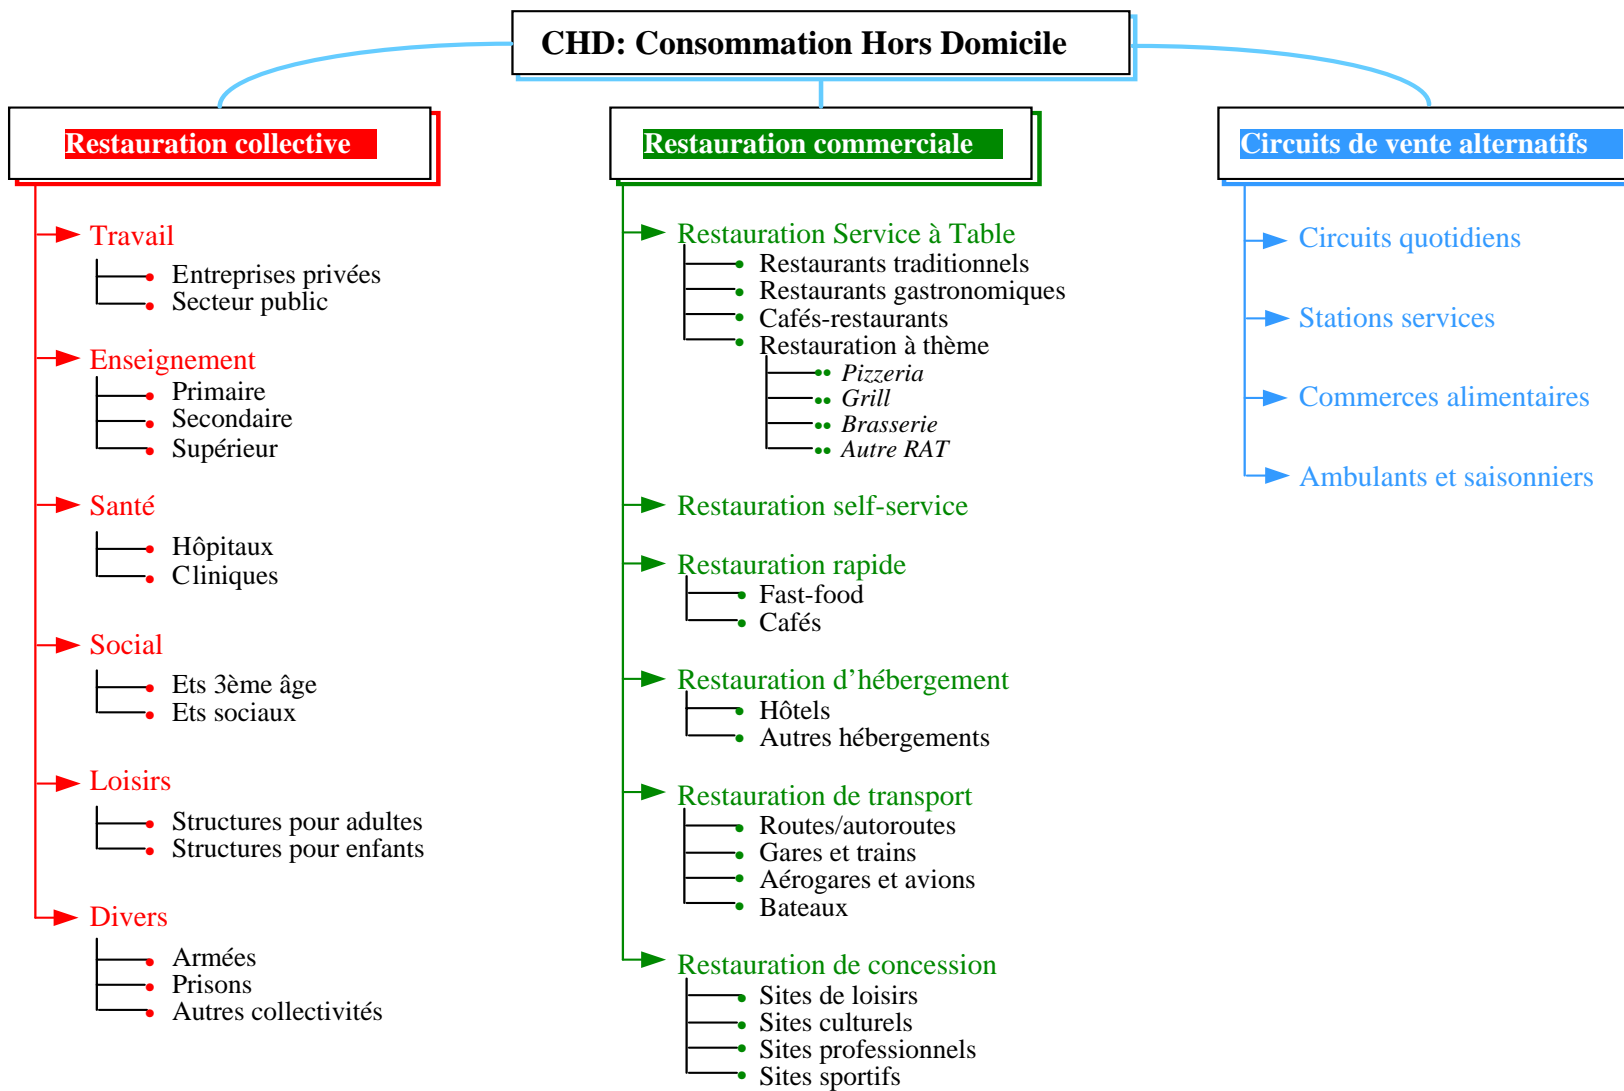 CHD: Consommation Hors Domicile
Restauration collective
Travail
Entreprises privées
Secteur public
Enseignement
Primaire
Secondaire
Supérieur
Santé
Hôpitaux
Cliniques
Social
Ets 3ème âge
Ets sociaux
Loisirs
Structures pour adultes
Structures pour enfants
Divers
Armées
Prisons
Autres collectivités
Restauration commerciale
Restauration Service à Table
Restaurants traditionnels
Restaurants gastronomiques
Cafés-restaurants
Restauration à thème
Pizzeria
Grill
Brasserie
Autre RAT
Restauration self-service
Restauration rapide
Fast-food
Cafés
Restauration d’hébergement
Hôtels
Autres hébergements
Restauration de transport
Routes/autoroutes
Gares et trains
Aérogares et avions
Bateaux
Restauration de concession
Sites de loisirs
Sites culturels
Sites professionnels
Sites sportifs
Circuits de vente alternatifs
Circuits quotidiens
Stations services
Commerces alimentaires
Ambulants et saisonniers